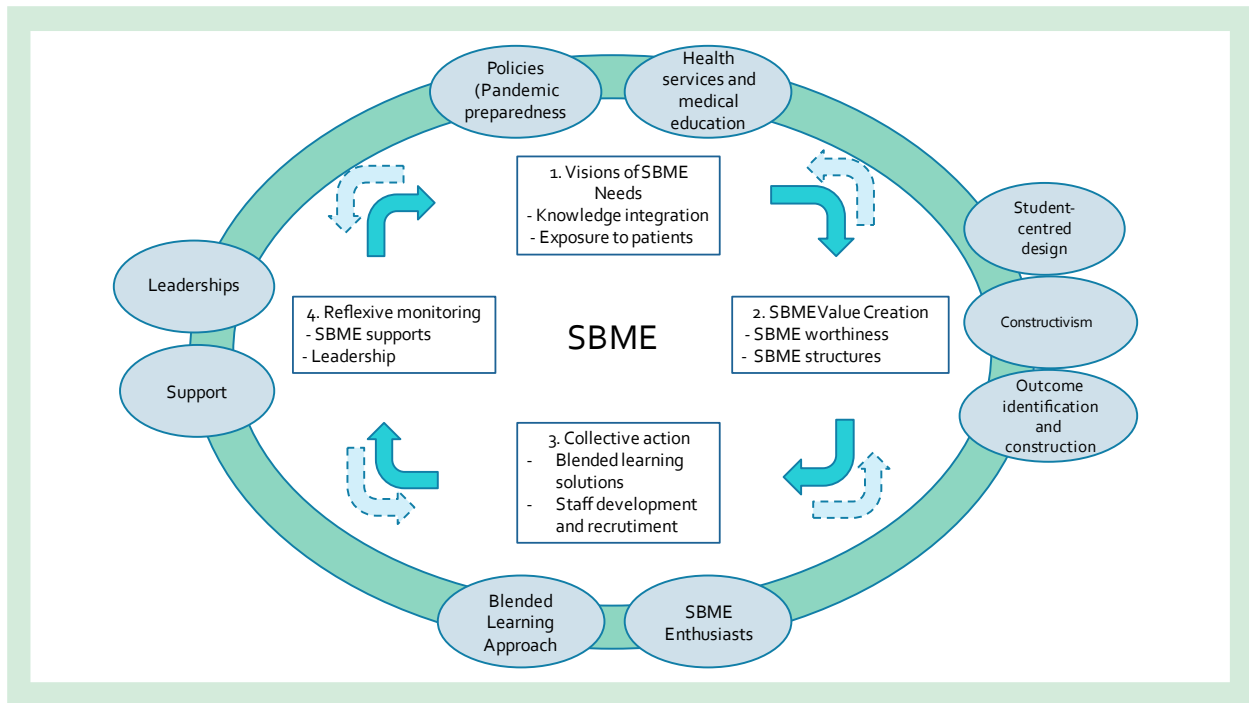 Policies
(Pandemic
preparedness
Health
services and
medical
education
1. Visions of SBME
Needs
- Knowledge integration
- Exposure to patients
Student-
centred
design
Leaderships
4. Reflexive monitoring
- SBME supports
- Leadership
SBME
2. SBME Value Creation
- SBME worthiness
- SBME structures
Constructivism
Support
Outcome
identification
and
construction
3. Collective action
- Blended learning
solutions
- Staff development
and recrutiment
Blended
Learning
Approach
SBME
Enthusiasts